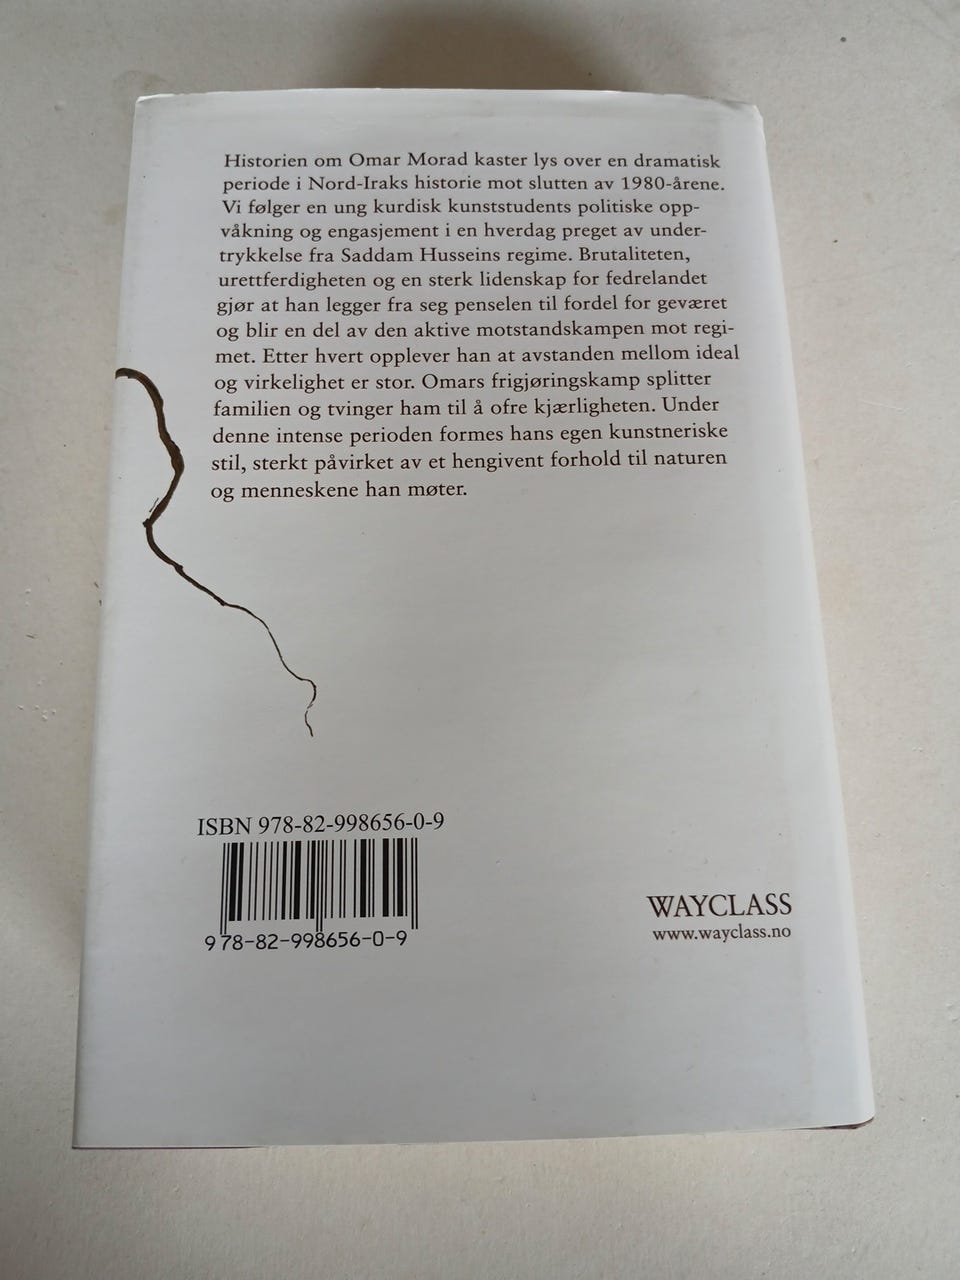 Historien om Omar Morad kaster lys over en dramatisk
periode i Nord-Iraks historie mot slutten av 1980-årene.
Vi følger en ung kurdisk kunststudents politiske opp-
våkning og engasjement i en hverdag preget av under-
trykkelse fra Saddam Husseins regime. Brutaliteten,
urettferdigheten og en sterk lidenskap for fedrelandet
gjør at han legger fra seg penselen til fordel for geværet
og blir en del av den aktive motstandskampen mot regi-
met. Etter hvert opplever han at avstanden mellom ideal
og virkelighet er stor. Omars frigjøringskamp splitter
familien og tvinger ham til å ofre kjærligheten. Under
denne intense perioden formes hans egen kunstneriske
stil, sterkt påvirket av et hengivent forhold til naturen
og menneskene han møter.
ISBN 978-82-998656-0-9
978-82-998656-0-9
WAYCLASS
www.wayclass.no